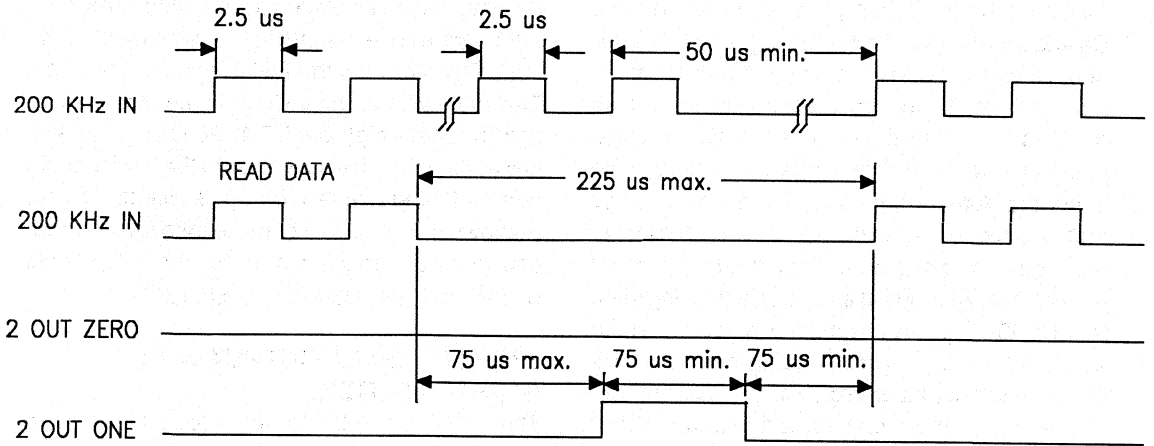 2.5 us
2.5 us
50 us min.
200 KHz IN
READ DATA
225 us max.
200 KHz IN
2 OUT ZERO
75 us max.
75 us min.
75 us min.
2 OUT ONE